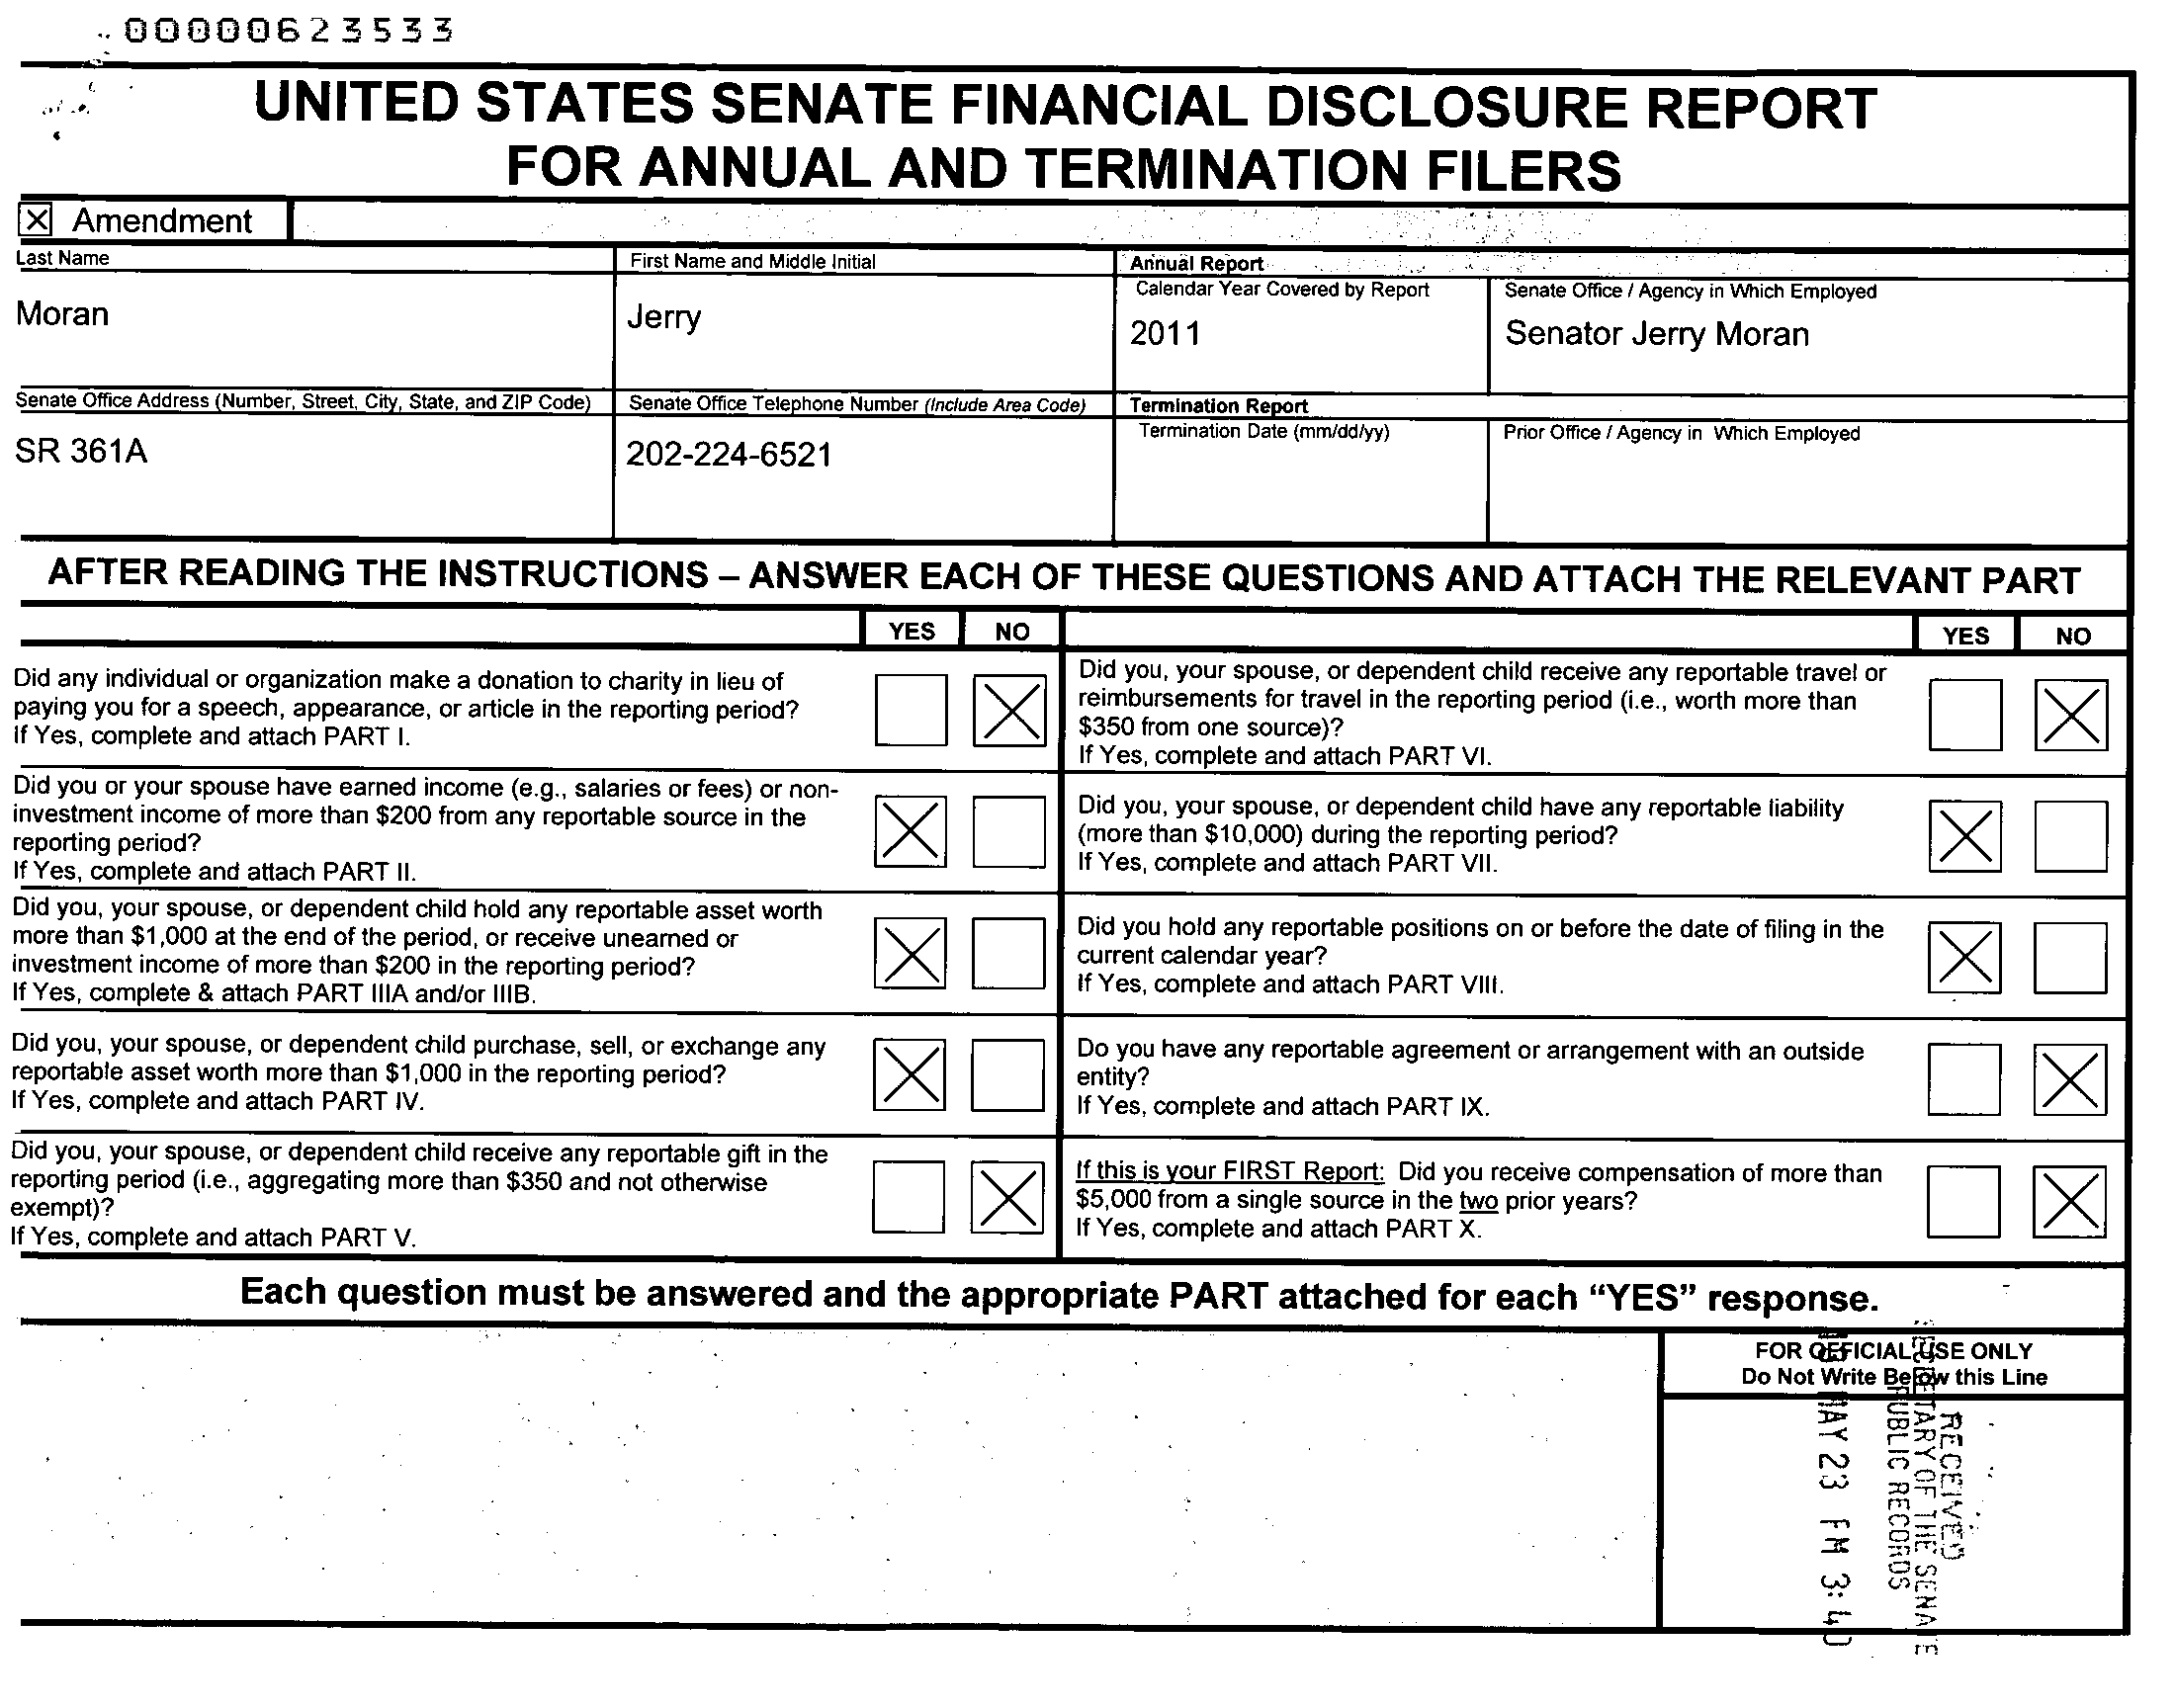 00000623533
UNITED STATES SENATE FINANCIAL DISCLOSURE REPORT
FOR ANNUAL AND TERMINATION FILERS
Amendment
Last Name
Moran
First Name and Middle Initial
Jerry
Annual Report
Calendar Year Covered by Report
2011
Senate Office / Agency in Which Employed
Senator Jerry Moran
Senate Office Address (Number, Street, City, State, and ZIP Code)
SR 361A
Senate Office Telephone Number (Include Area Code)
202-224-6521
Termination Report
Termination Date (mm/dd/yy)
Prior Office / Agency in Which Employed
AFTER READING THE INSTRUCTIONS – ANSWER EACH OF THESE QUESTIONS AND ATTACH THE RELEVANT PART
YES NO
Did any individual or organization make a donation to charity in lieu of
paying you for a speech, appearance, or article in the reporting period?
If Yes, complete and attach PART I.
Did you or your spouse have earned income (e.g., salaries or fees) or non-
investment income of more than $200 from any reportable source in the
reporting period?
If Yes, complete and attach PART II.
Did you, your spouse, or dependent child hold any reportable asset worth
more than $1,000 at the end of the period, or receive unearned or
investment income of more than $200 in the reporting period?
If Yes, complete & attach PART IIIA and/or IIIB.
Did you, your spouse, or dependent child purchase, sell, or exchange any
reportable asset worth more than $1,000 in the reporting period?
If Yes, complete and attach PART IV.
Did you, your spouse, or dependent child receive any reportable gift in the
reporting period (i.e., aggregating more than $350 and not otherwise
exempt)?
If Yes, complete and attach PART V.
YES NO
Did you, your spouse, or dependent child receive any reportable travel or
reimbursements for travel in the reporting period (i.e., worth more than
$350 from one source)?
If Yes, complete and attach PART VI.
Did you, your spouse, or dependent child have any reportable liability
(more than $10,000) during the reporting period?
If Yes, complete and attach PART VII.
Did you hold any reportable positions on or before the date of filing in the
current calendar year?
If Yes, complete and attach PART VIII.
Do you have any reportable agreement or arrangement with an outside
entity?
If Yes, complete and attach PART IX.
If this is your FIRST Report: Did you receive compensation of more than
$5,000 from a single source in the two prior years?
If Yes, complete and attach PART X.
Each question must be answered and the appropriate PART attached for each “YES” response.
FOR OFFICIAL USE ONLY
Do Not Write Below this Line
RECEIVED
SECRETARY OF THE SENATE
PUBLIC RECORDS
MAY 23 PM 3:40